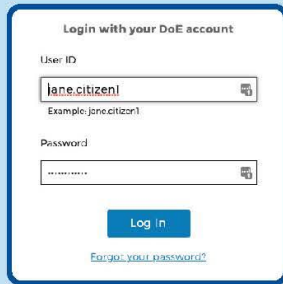 Login with your DoE account
User ID
jane.citizen1
Example: jane.citizen1
Password
............
Log in
Forgot your password?